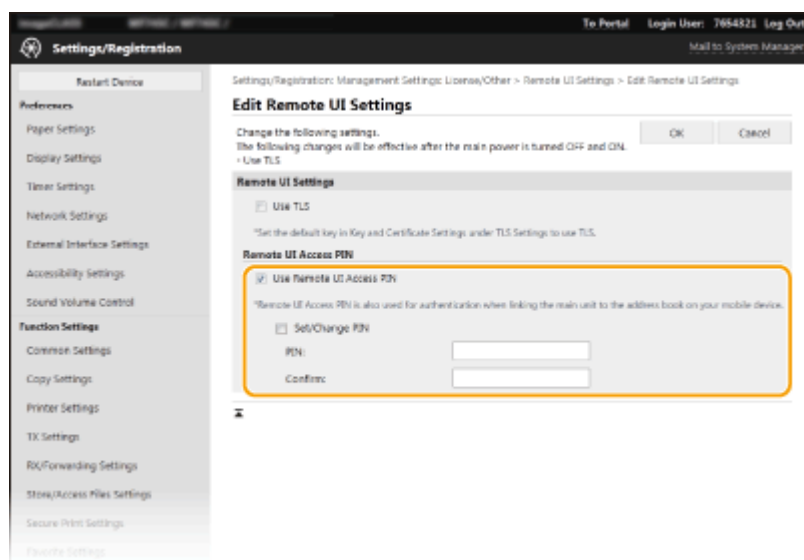 To Portal Login User: 7654321 Log Out
Settings/Registration
Mail to System Manager
Restart Device
Preferences
Paper Settings
Display Settings
Timer Settings
Network Settings
External Interface Settings
Accessibility Settings
Sound Volume Control
Function Settings
Common Settings
Copy Settings
Printer Settings
TX Settings
RX/Forwarding Settings
Store/Access Files Settings
Secure Print Settings
Favorite Settings
Settings/Registration: Management Settings: License/Other > Remote UI Settings > Edit Remote UI Settings
Edit Remote UI Settings
Change the following settings.
The following changes will be effective after the main power is turned OFF and ON.
- Use TLS
OK Cancel
Remote UI Settings
Use TLS
*Set the default key in Key and Certificate Settings under TLS Settings to use TLS.
Remote UI Access PIN
Use Remote UI Access PIN
*Remote UI Access PIN is also used for authentication when linking the main unit to the address book on your mobile device.
Set/Change PIN
PIN:
Confirm: